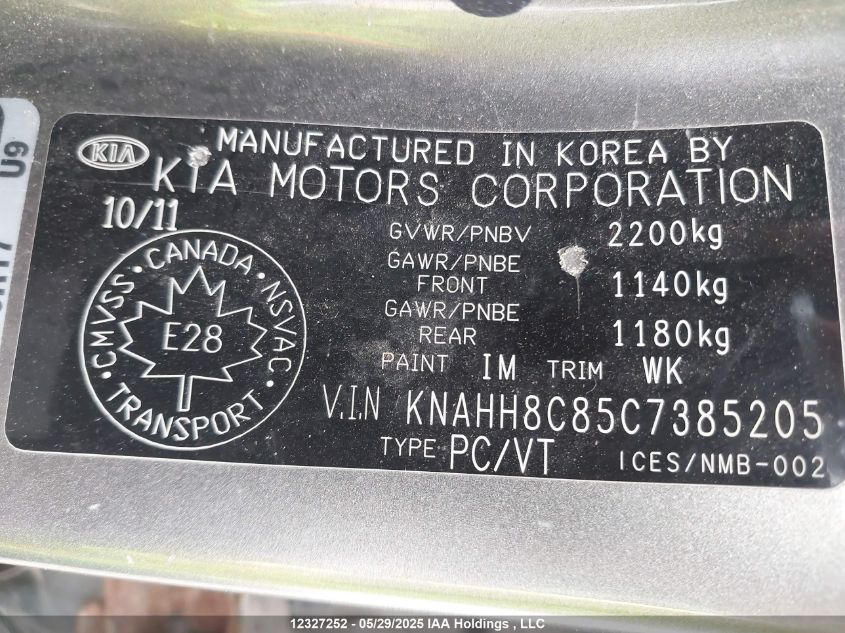 U9
KIA
MANUFACTURED IN KOREA BY
KIA MOTORS CORPORATION
10/11
GVWR/PNBV 2200kg
GAWR/PNBE
FRONT 1140kg
GAWR/PNBE
REAR 1180kg
PAINT IM TRIM WK
V.I.N KNAHH8C85C7385205
TYPE PC/VT ICES/NMB-002
CMVSS · CANADA · NSVAC · TRANSPORT ·
E28
12327252 - 05/29/2025 IAA Holdings , LLC